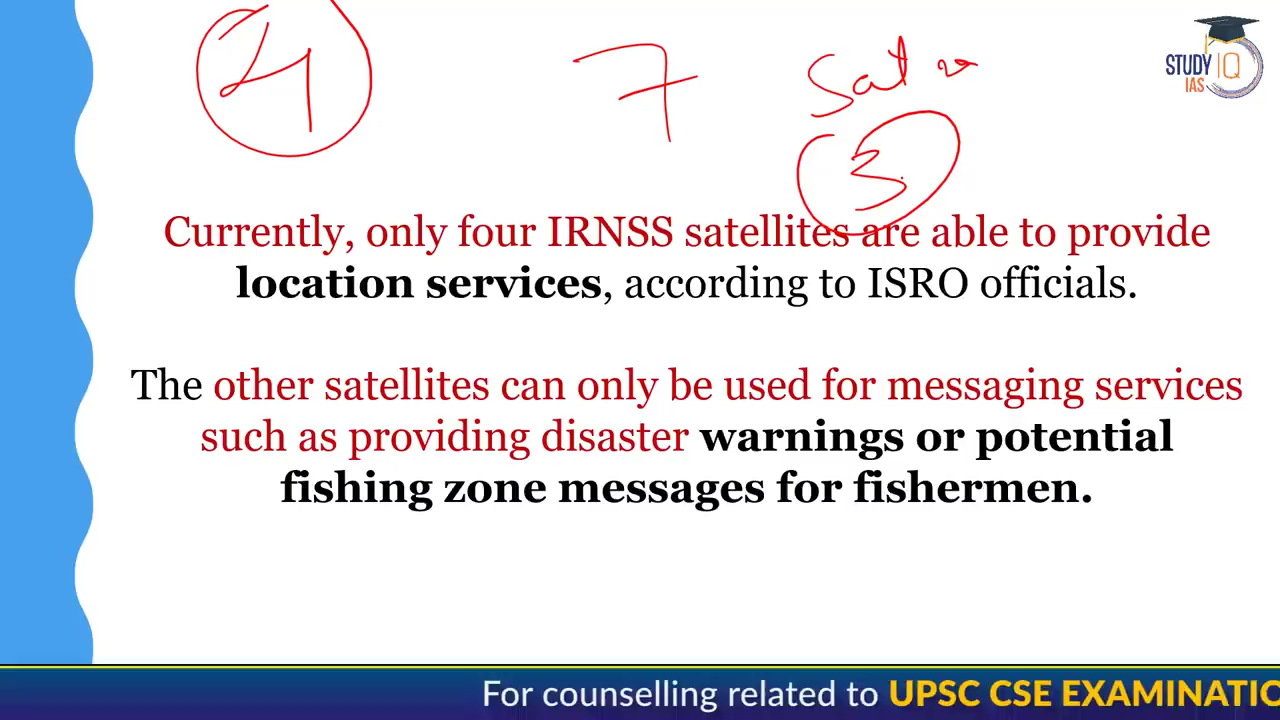 4 7 Sat
3
STUDY IQ
IAS
Currently, only four IRNSS satellites are able to provide
location services, according to ISRO officials.
The other satellites can only be used for messaging services
such as providing disaster warnings or potential
fishing zone messages for fishermen.
For counselling related to UPSC CSE EXAMINATIO